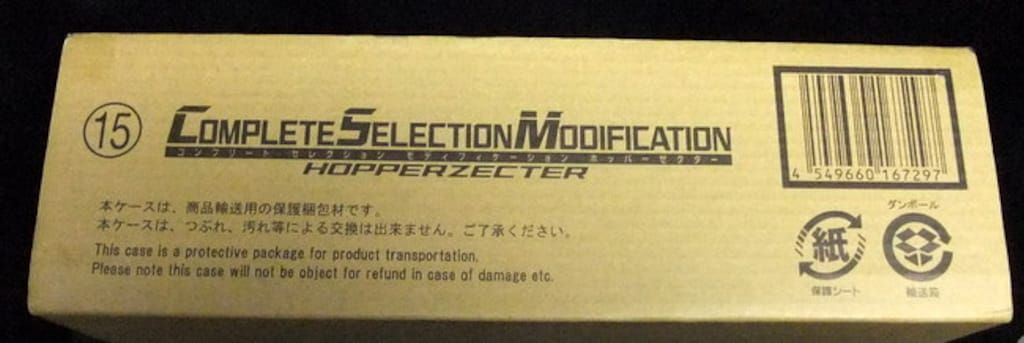 15
COMPLETE SELECTION MODIFICATION
コンプリート セレクション モディフィケーション ホッパーゼクター
HOPPERZECTER
本ケースは、商品輸送用の保護梱包材です。
本ケースは、つぶれ、汚れ等による交換は出来ません。ご了承ください。
This case is a protective package for product transportation.
Please note this case will not be object for refund in case of damage etc.
4 549660 167297
ダンボール
紙
保護シート
輸送箱